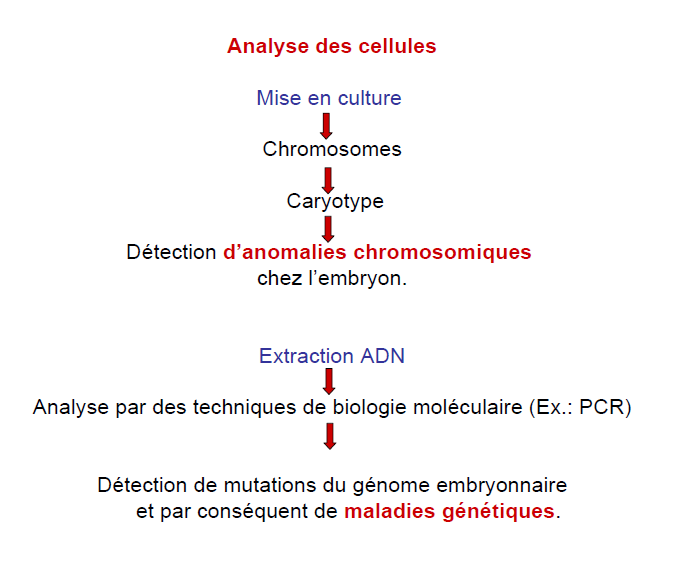 Analyse des cellules
Mise en culture
Chromosomes
Caryotype
Détection d’anomalies chromosomiques
chez l’embryon.
Extraction ADN
Analyse par des techniques de biologie moléculaire (Ex.: PCR)
Détection de mutations du génome embryonnaire
et par conséquent de maladies génétiques.